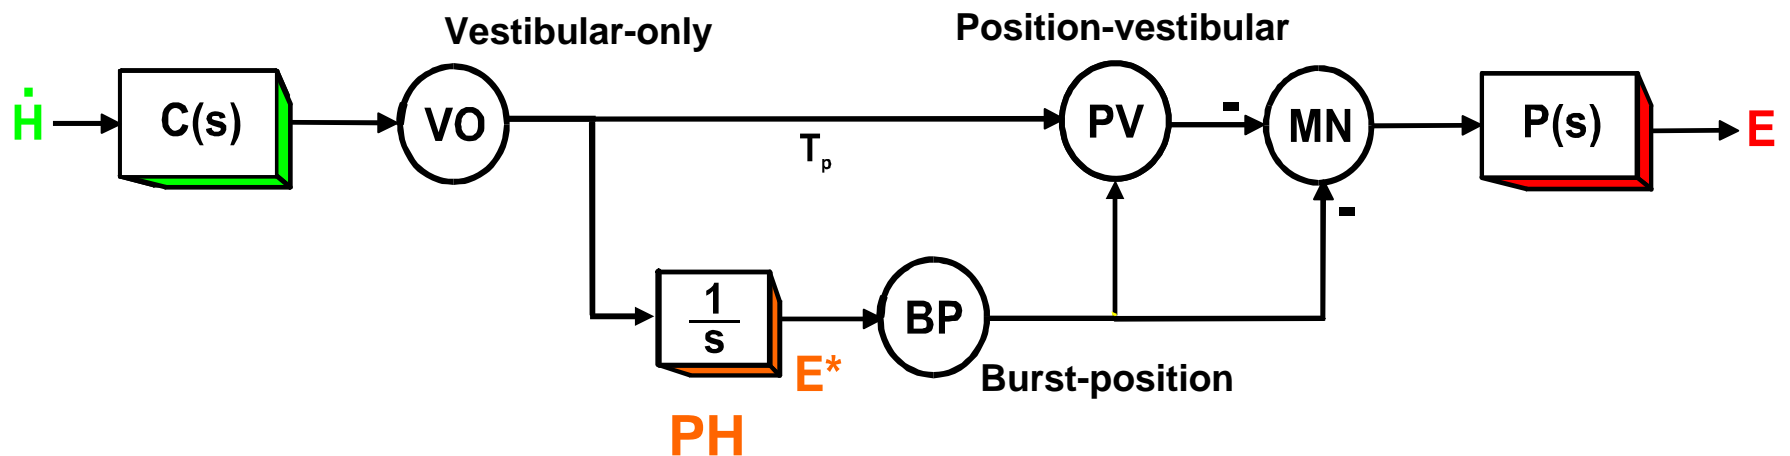 Vestibular-only
Position-vestibular
Ḣ
C(s)
VO
PV
-
MN
P(s)
E
Tp
-
1
s
BP
E*
Burst-position
PH